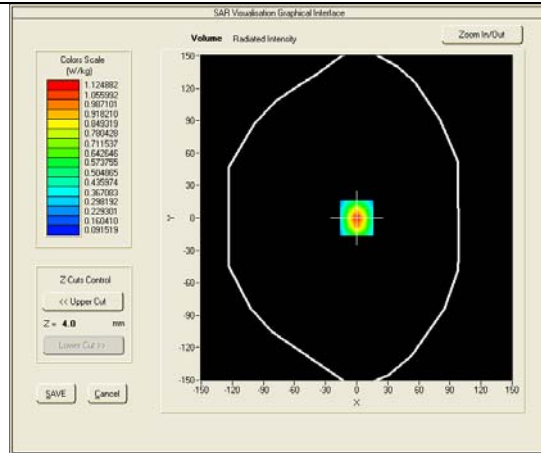 SAR Visualisation Graphical Interface
Volume Radiated Intensity
Zoom In/Out
Colors Scale
(W/kg)
1.124882
1.055992
0.987101
0.918210
0.849319
0.780428
0.711537
0.642646
0.573755
0.504865
0.435974
0.367083
0.298192
0.229301
0.160410
0.091519
Z-Cuts Control
<< Upper Cut
Z = 4.0 mm
Lower Cut >>
SAVE Cancel
150
120
90
60
30
0
-30
-60
-90
-120
-150
Y
-150 -120 -90 -60 -30 0 30 60 90 120 150
X